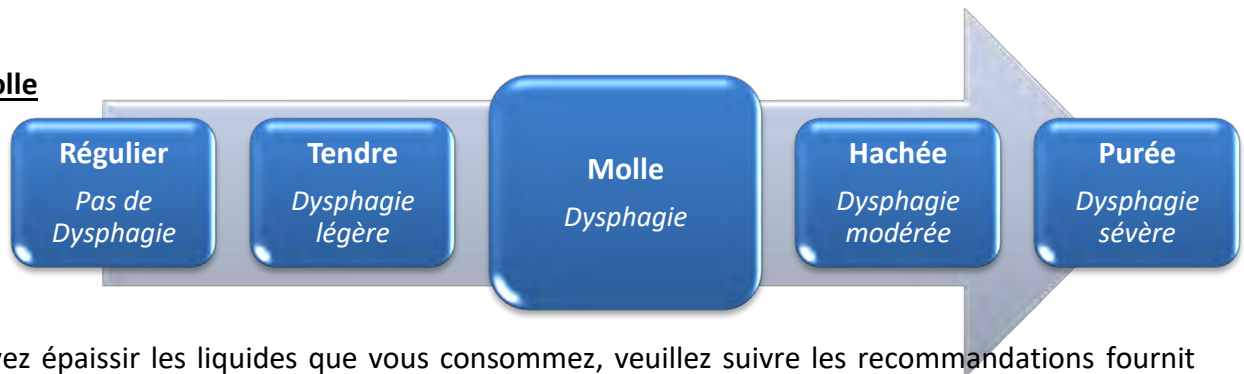 olle
Régulier
Pas de
Dysphagie
Tendre
Dysphagie
légère
Molle
Dysphagie
Hachée
Dysphagie
modérée
Purée
Dysphagie
sévère
vez épaissir les liquides que vous consommez, veuillez suivre les recommandations fournit